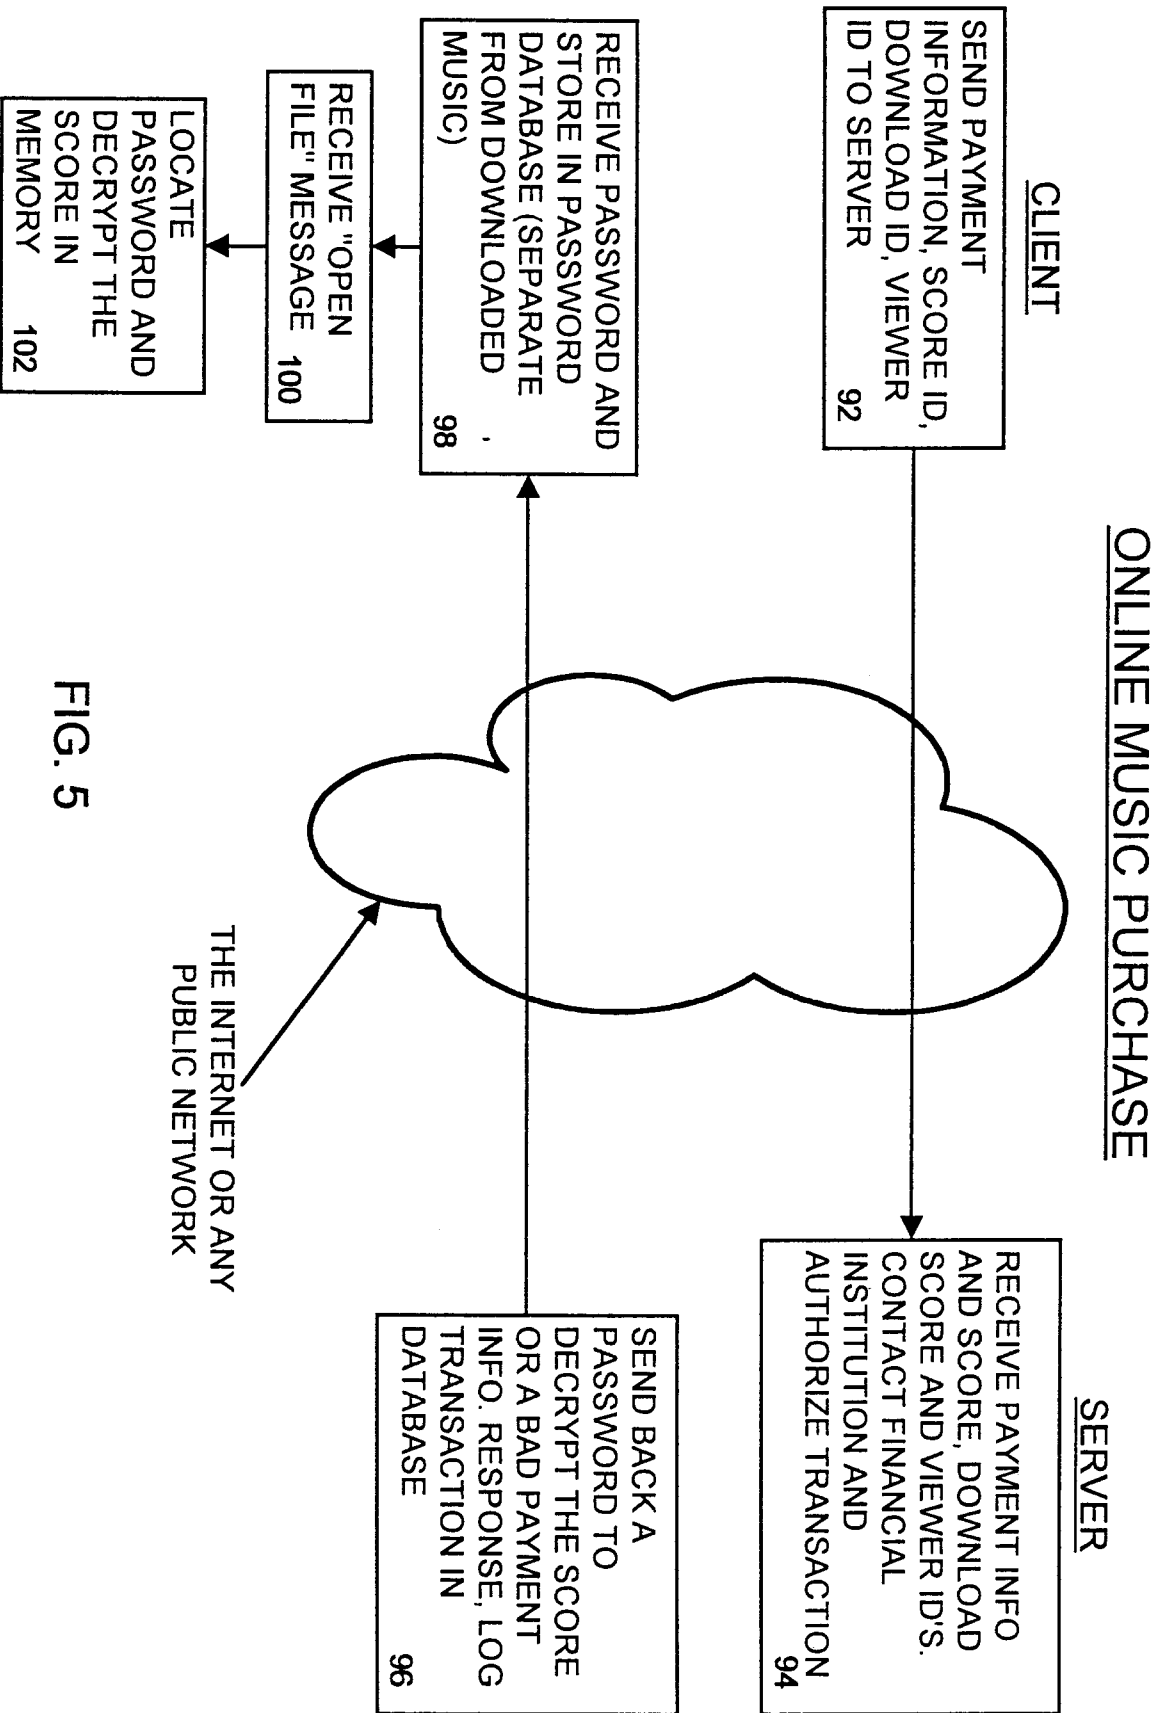 ONLINE MUSIC PURCHASE
CLIENT
SERVER
SEND PAYMENT
INFORMATION, SCORE ID,
DOWNLOAD ID, VIEWER
ID TO SERVER
92
RECEIVE PAYMENT INFO
AND SCORE, DOWNLOAD
SCORE AND VIEWER ID'S.
CONTACT FINANCIAL
INSTITUTION AND
AUTHORIZE TRANSACTION
94
SEND BACK A
PASSWORD TO
DECRYPT THE SCORE
OR A BAD PAYMENT
INFO. RESPONSE, LOG
TRANSACTION IN
DATABASE
96
RECEIVE PASSWORD AND
STORE IN PASSWORD
DATABASE (SEPARATE
FROM DOWNLOADED
MUSIC)
98
RECEIVE "OPEN
FILE" MESSAGE
100
LOCATE
PASSWORD AND
DECRYPT THE
SCORE IN
MEMORY
102
THE INTERNET OR ANY
PUBLIC NETWORK
FIG. 5